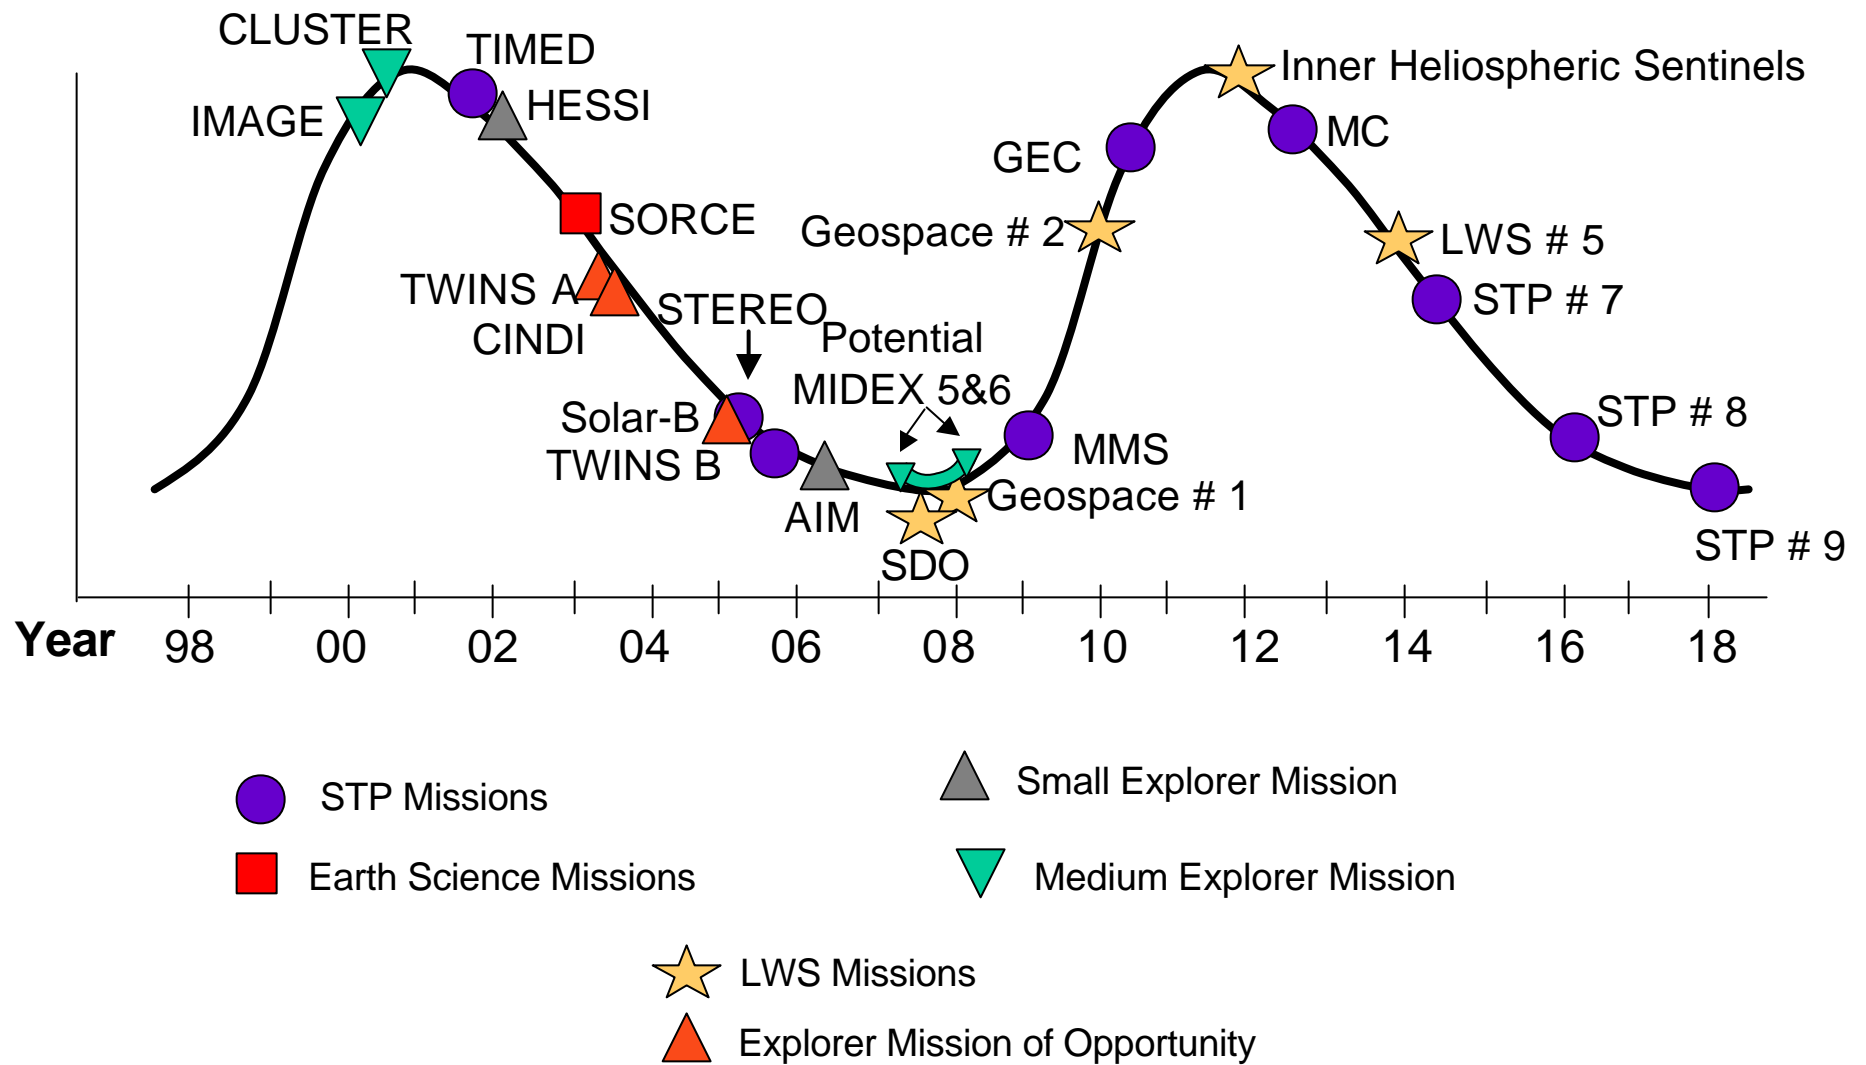 CLUSTER
TIMED
Inner Heliospheric Sentinels
HESSI
IMAGE
MC
GEC
SORCE
Geospace # 2
LWS # 5
TWINS A
STEREO
STP # 7
CINDI
Potential
MIDEX 5&6
Solar-B
STP # 8
TWINS B
MMS
Geospace # 1
AIM
SDO
STP # 9
Year 98 00 02 04 06 08 10 12 14 16 18
STP Missions
Small Explorer Mission
Earth Science Missions
Medium Explorer Mission
LWS Missions
Explorer Mission of Opportunity